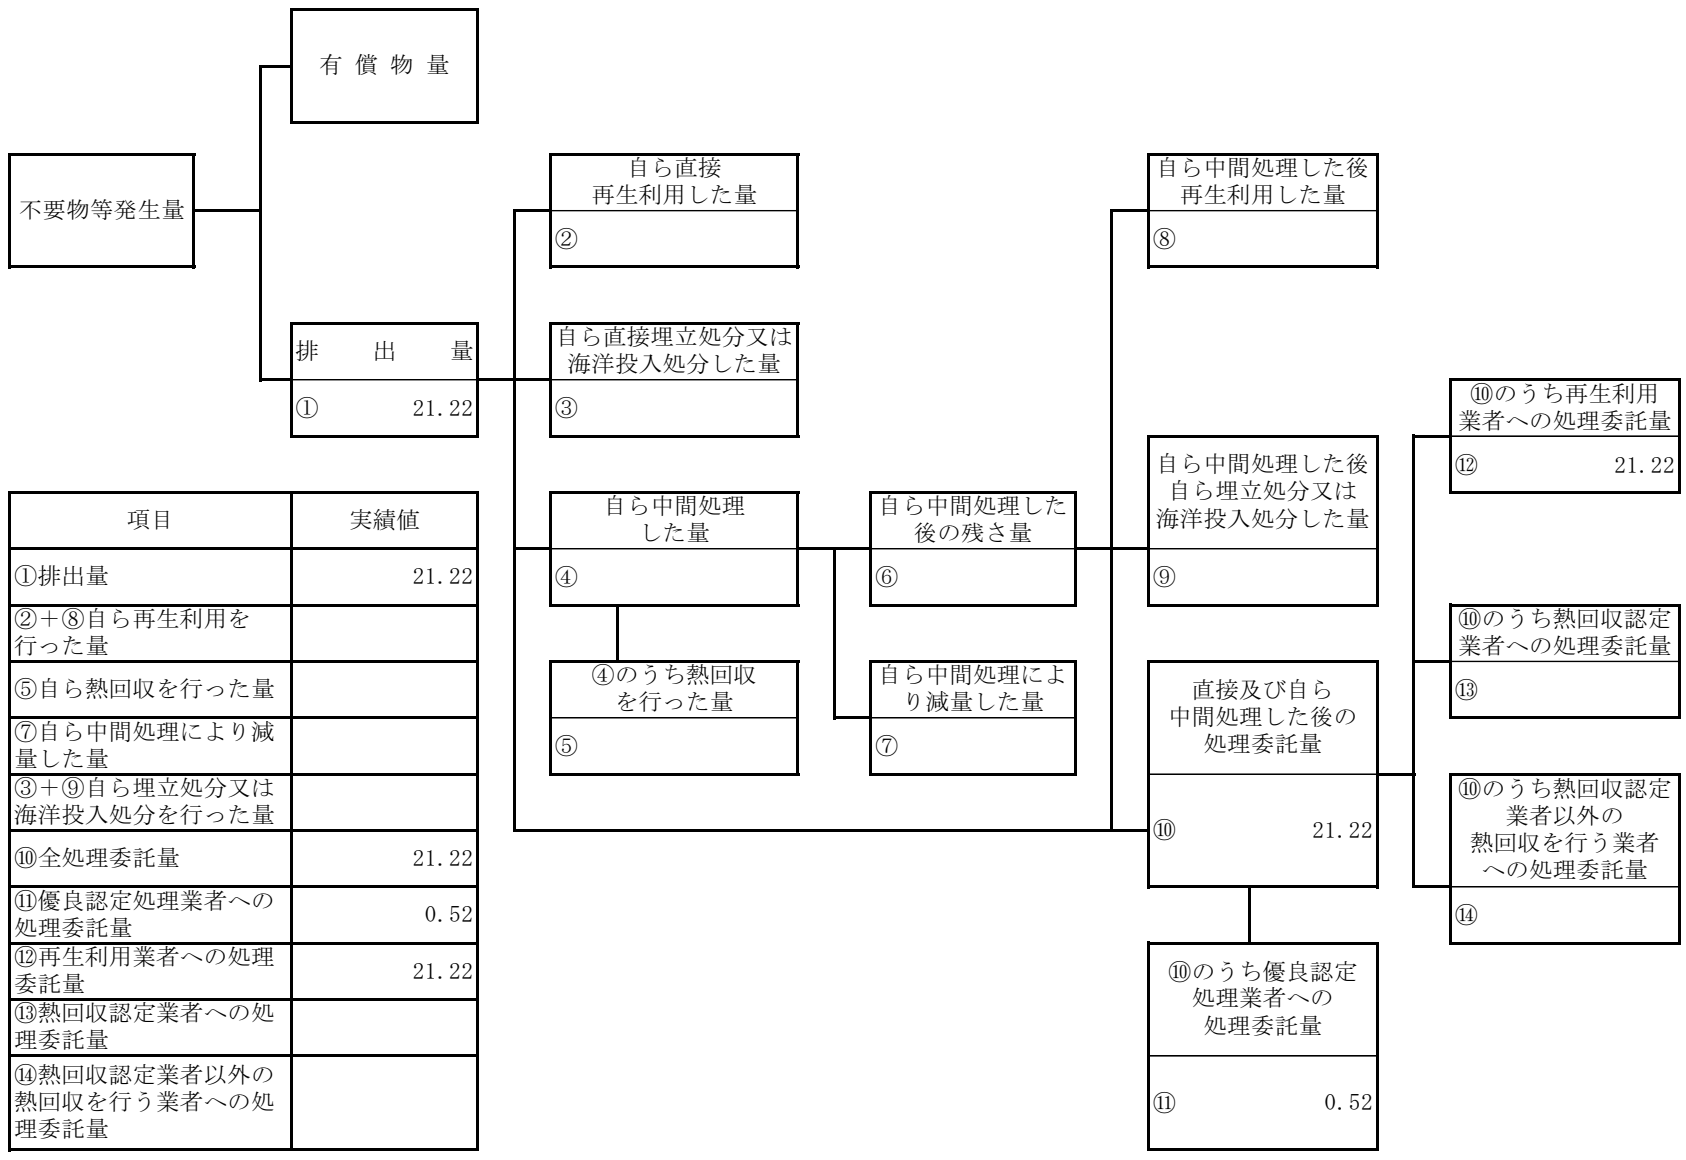 有償物量
不要物等発生量
自ら直接
再生利用した量
②
自ら中間処理した後
再生利用した量
⑧
排出量
① 21.22
自ら直接埋立処分又は
海洋投入処分した量
③
⑩のうち再生利用
業者への処理委託量
⑫ 21.22
自ら中間処理
した量
④
自ら中間処理した
後の残さ量
⑥
自ら中間処理した後
自ら埋立処分又は
海洋投入処分した量
⑨
⑩のうち熱回収認定
業者への処理委託量
⑬
④のうち熱回収
を行った量
⑤
自ら中間処理によ
り減量した量
⑦
直接及び自ら
中間処理した後の
処理委託量
⑩ 21.22
⑩のうち熱回収認定
業者以外の
熱回収を行う業者
への処理委託量
⑭
⑩のうち優良認定
処理業者への
処理委託量
⑪ 0.52
項目 実績値
①排出量 21.22
②＋⑧自ら再生利用を
行った量
⑤自ら熱回収を行った量
⑦自ら中間処理により減
量した量
③＋⑨自ら埋立処分又は
海洋投入処分を行った量
⑩全処理委託量 21.22
⑪優良認定処理業者への
処理委託量 0.52
⑫再生利用業者への処理
委託量 21.22
⑬熱回収認定業者への処
理委託量
⑭熱回収認定業者以外の
熱回収を行う業者への処
理委託量